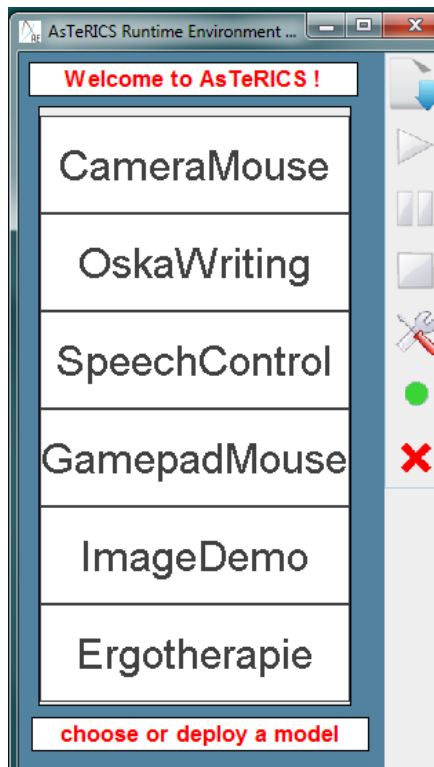 AsTeRICS Runtime Environment ...
Welcome to AsTeRICS !
CameraMouse
OskaWriting
SpeechControl
GamepadMouse
ImageDemo
Ergotherapie
choose or deploy a model